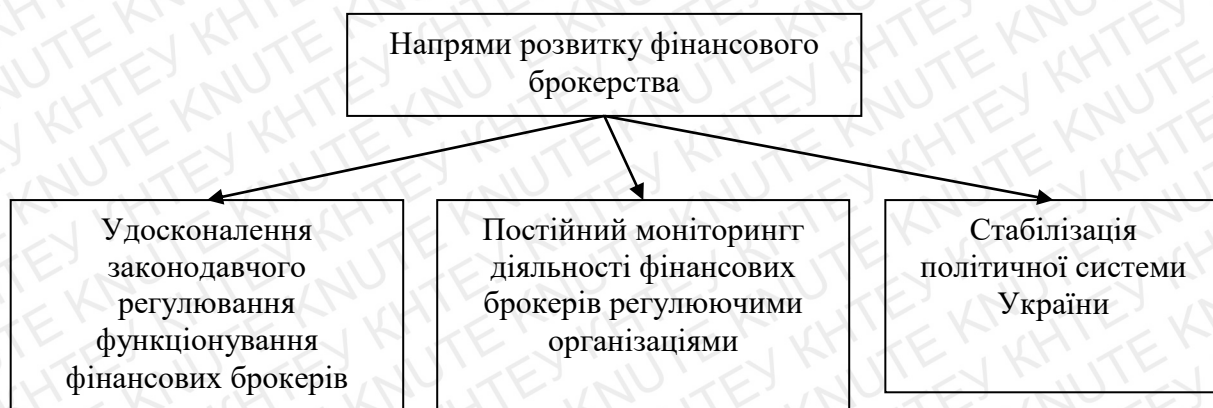 Напрями розвитку фінансового
брокерства
Удосконалення
законодавчого
регулювання
функціонування
фінансових брокерів
Постійний моніторингг
діяльності фінансових
брокерів регулюючими
організаціями
Стабілізація
політичної системи
України